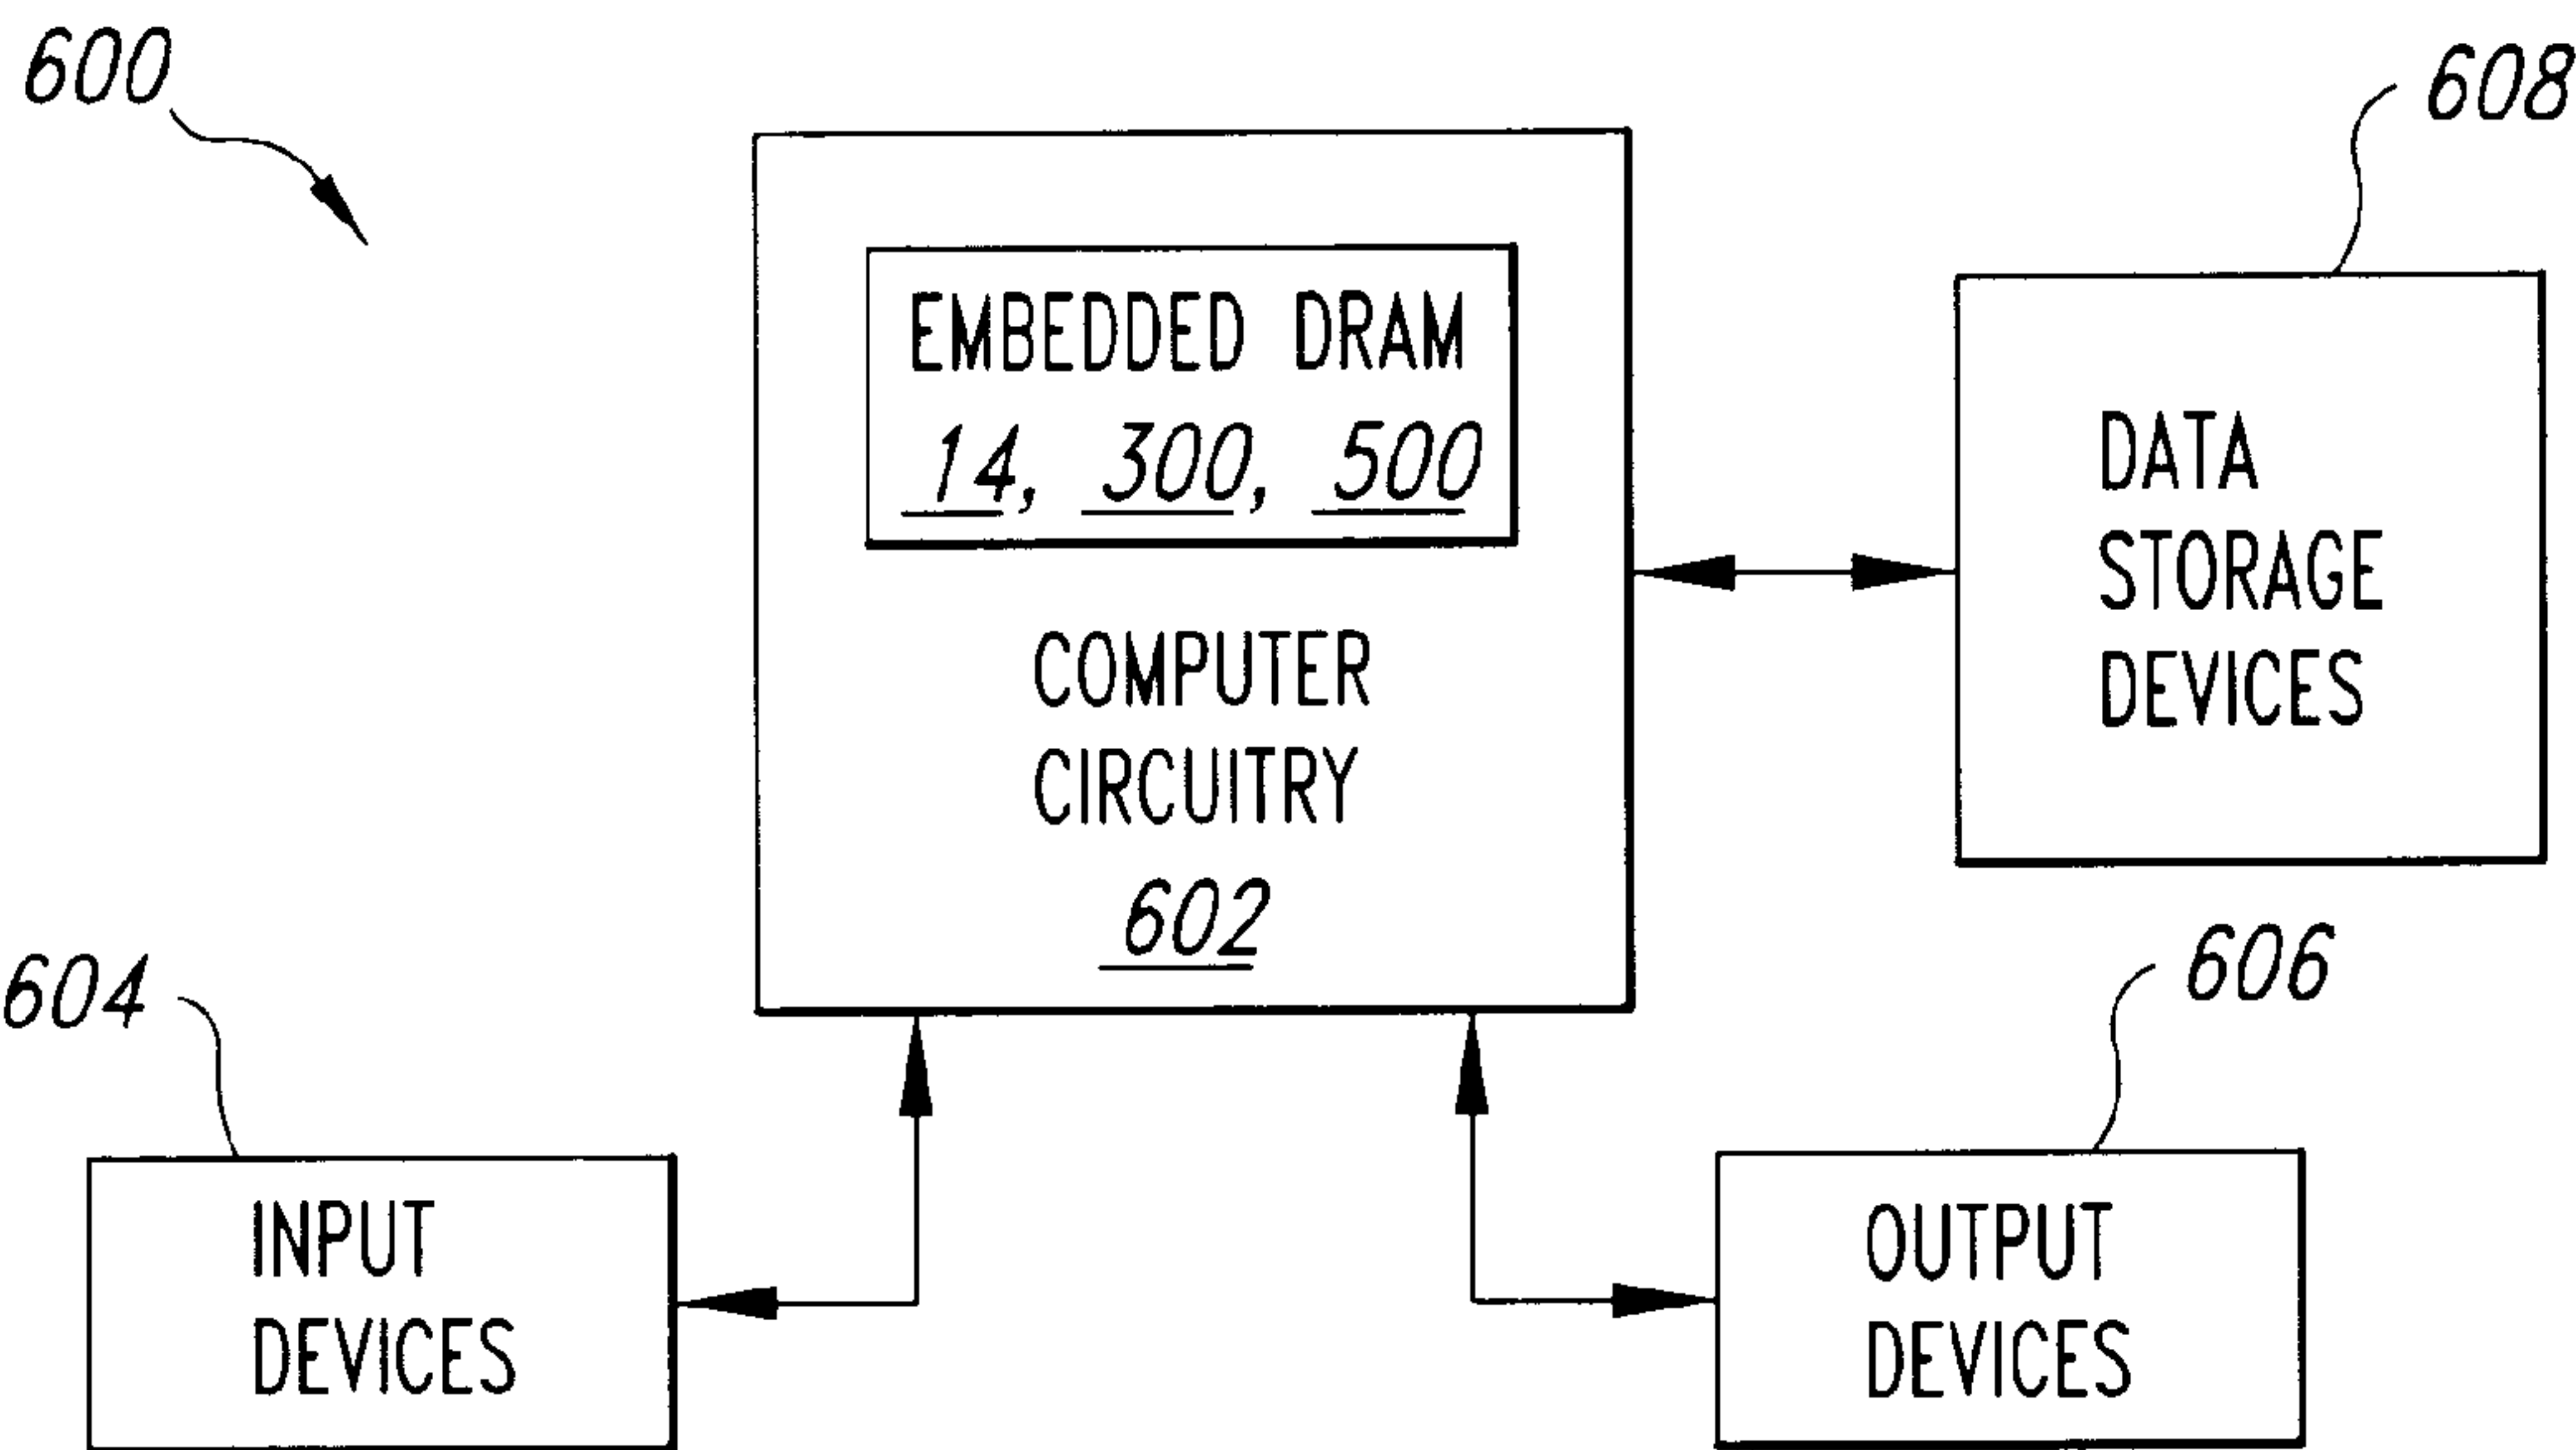 600
608
EMBEDDED DRAM
14, 300, 500
DATA
STORAGE
DEVICES
COMPUTER
CIRCUITRY
602
604
606
INPUT
DEVICES
OUTPUT
DEVICES